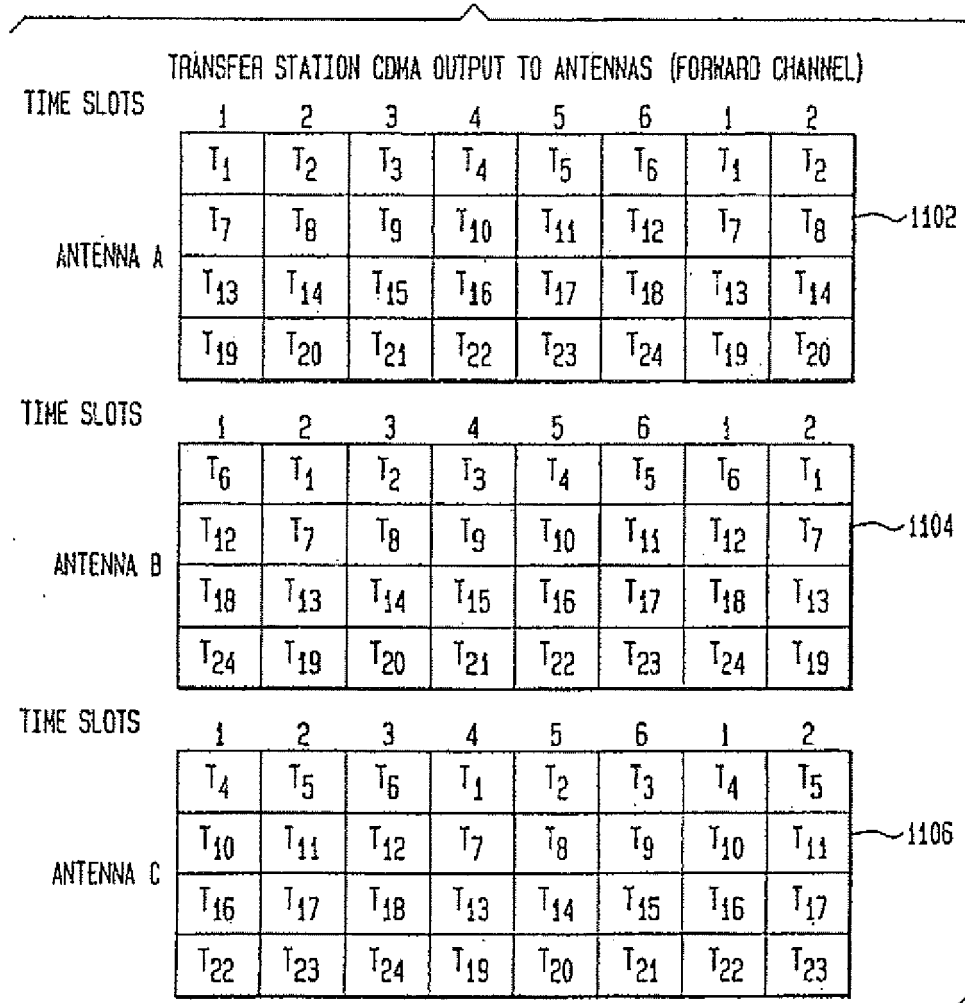 TRANSFER STATION CDMA OUTPUT TO ANTENNAS (FORWARD CHANNEL)
TIME SLOTS 1 2 3 4 5 6 1 2
T1 T2 T3 T4 T5 T6 T1 T2
T7 T8 T9 T10 T11 T12 T7 T8 1102
ANTENNA A
T13 T14 T15 T16 T17 T18 T13 T14
T19 T20 T21 T22 T23 T24 T19 T20
TIME SLOTS 1 2 3 4 5 6 1 2
T6 T1 T2 T3 T4 T5 T6 T1
T12 T7 T8 T9 T10 T11 T12 T7 1104
ANTENNA B
T18 T13 T14 T15 T16 T17 T18 T13
T24 T19 T20 T21 T22 T23 T24 T19
TIME SLOTS 1 2 3 4 5 6 1 2
T4 T5 T6 T1 T2 T3 T4 T5
T10 T11 T12 T7 T8 T9 T10 T11 1106
ANTENNA C
T16 T17 T18 T13 T14 T15 T16 T17
T22 T23 T24 T19 T20 T21 T22 T23